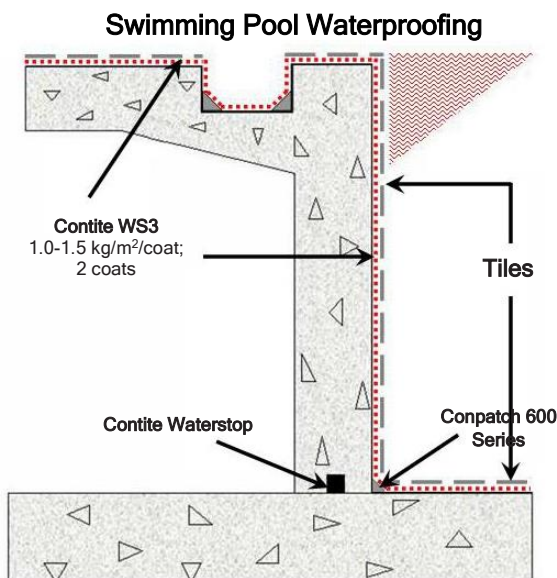 Swimming Pool Waterproofing
Contite WS3
1.0-1.5 kg/m²/coat;
2 coats
Tiles
Contite Waterstop
Conpatch 600
Series